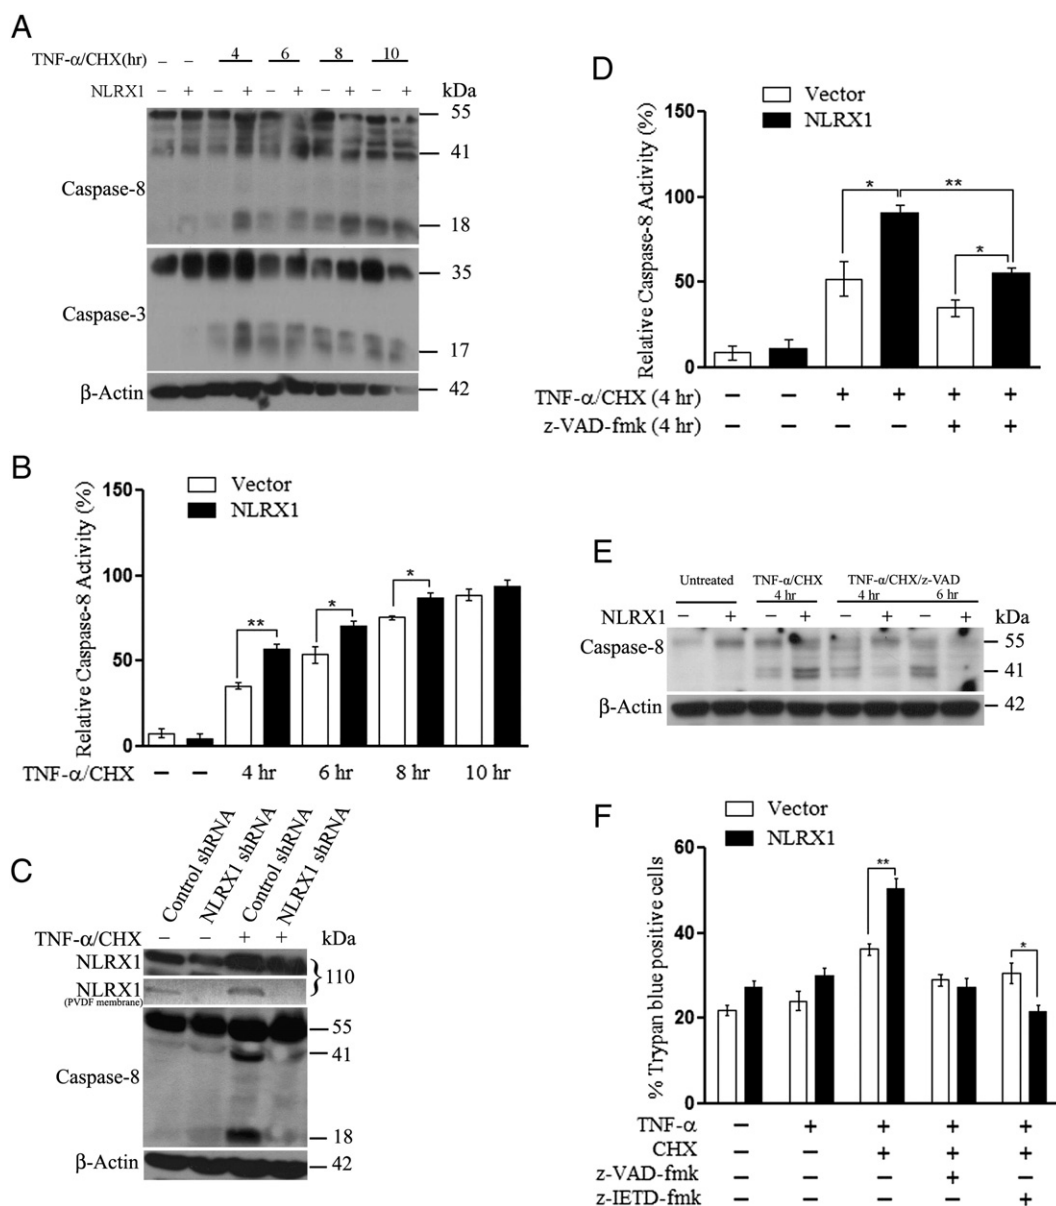 A
TNF-α/CHX(hr) – – 4 6 8 10
NLRX1 – + – + – + – + – + kDa
55
41
Caspase-8
18
35
Caspase-3
17
β-Actin 42
B
Vector
NLRX1
Relative Caspase-8 Activity (%)
150
100
50
0
** * *
TNF-α/CHX – – 4 hr 6 hr 8 hr 10 hr
C
Control shRNA
NLRX1 shRNA
Control shRNA
NLRX1 shRNA
TNF-α/CHX – – + + kDa
NLRX1
110
NLRX1
(PVDF membrane)
55
41
Caspase-8
18
β-Actin 42
D
Vector
NLRX1
Relative Caspase-8 Activity (%)
150
100
50
0
* ** *
TNF-α/CHX (4 hr) – – + + + +
z-VAD-fmk (4 hr) – – – – + +
E
Untreated TNF-α/CHX TNF-α/CHX/z-VAD
4 hr 4 hr 6 hr
NLRX1 – + – + – + – + kDa
Caspase-8 55
41
β-Actin 42
F
Vector
NLRX1
% Trypan blue positive cells
60
40
20
0
** *
TNF-α – + + + +
CHX – – + + +
z-VAD-fmk – – – + –
z-IETD-fmk – – – – +